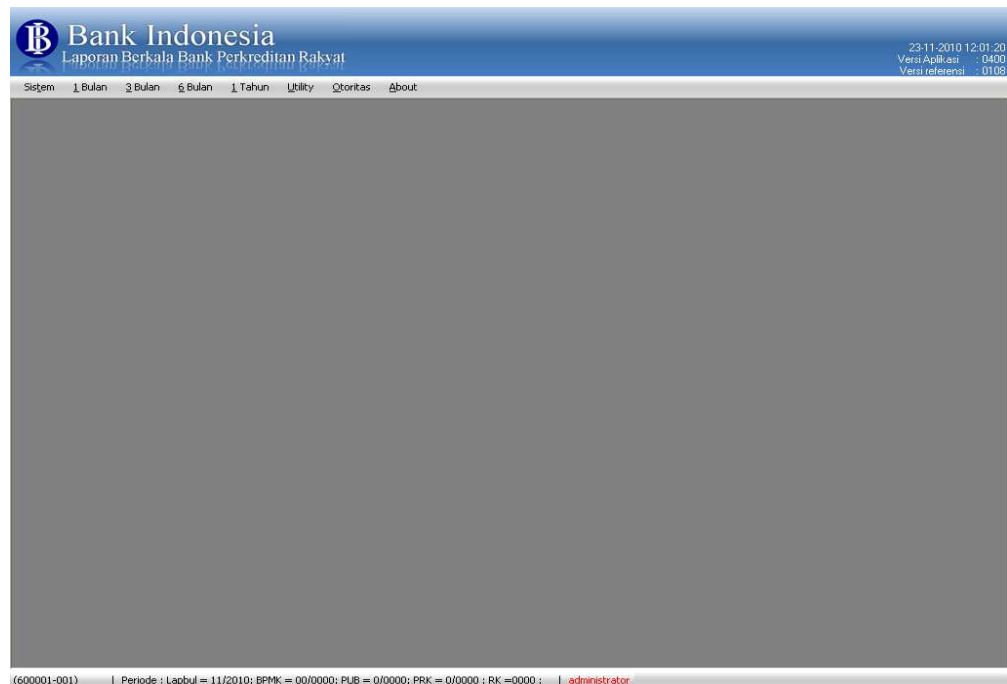 Bank Indonesia
Laporan Berkala Bank Perkreditan Rakyat
23-11-2010 12:01:20
Versi Aplikasi : 0400
Versi referensi : 0108
Sistem 1 Bulan 3 Bulan 6 Bulan 1 Tahun Utility Otoritas About
(600001-001) | Periode : Lapbul = 11/2010; BPMK = 00/0000; PUB = 0/0000; PRK = 0/0000 ; RK =0000 ; | administrator